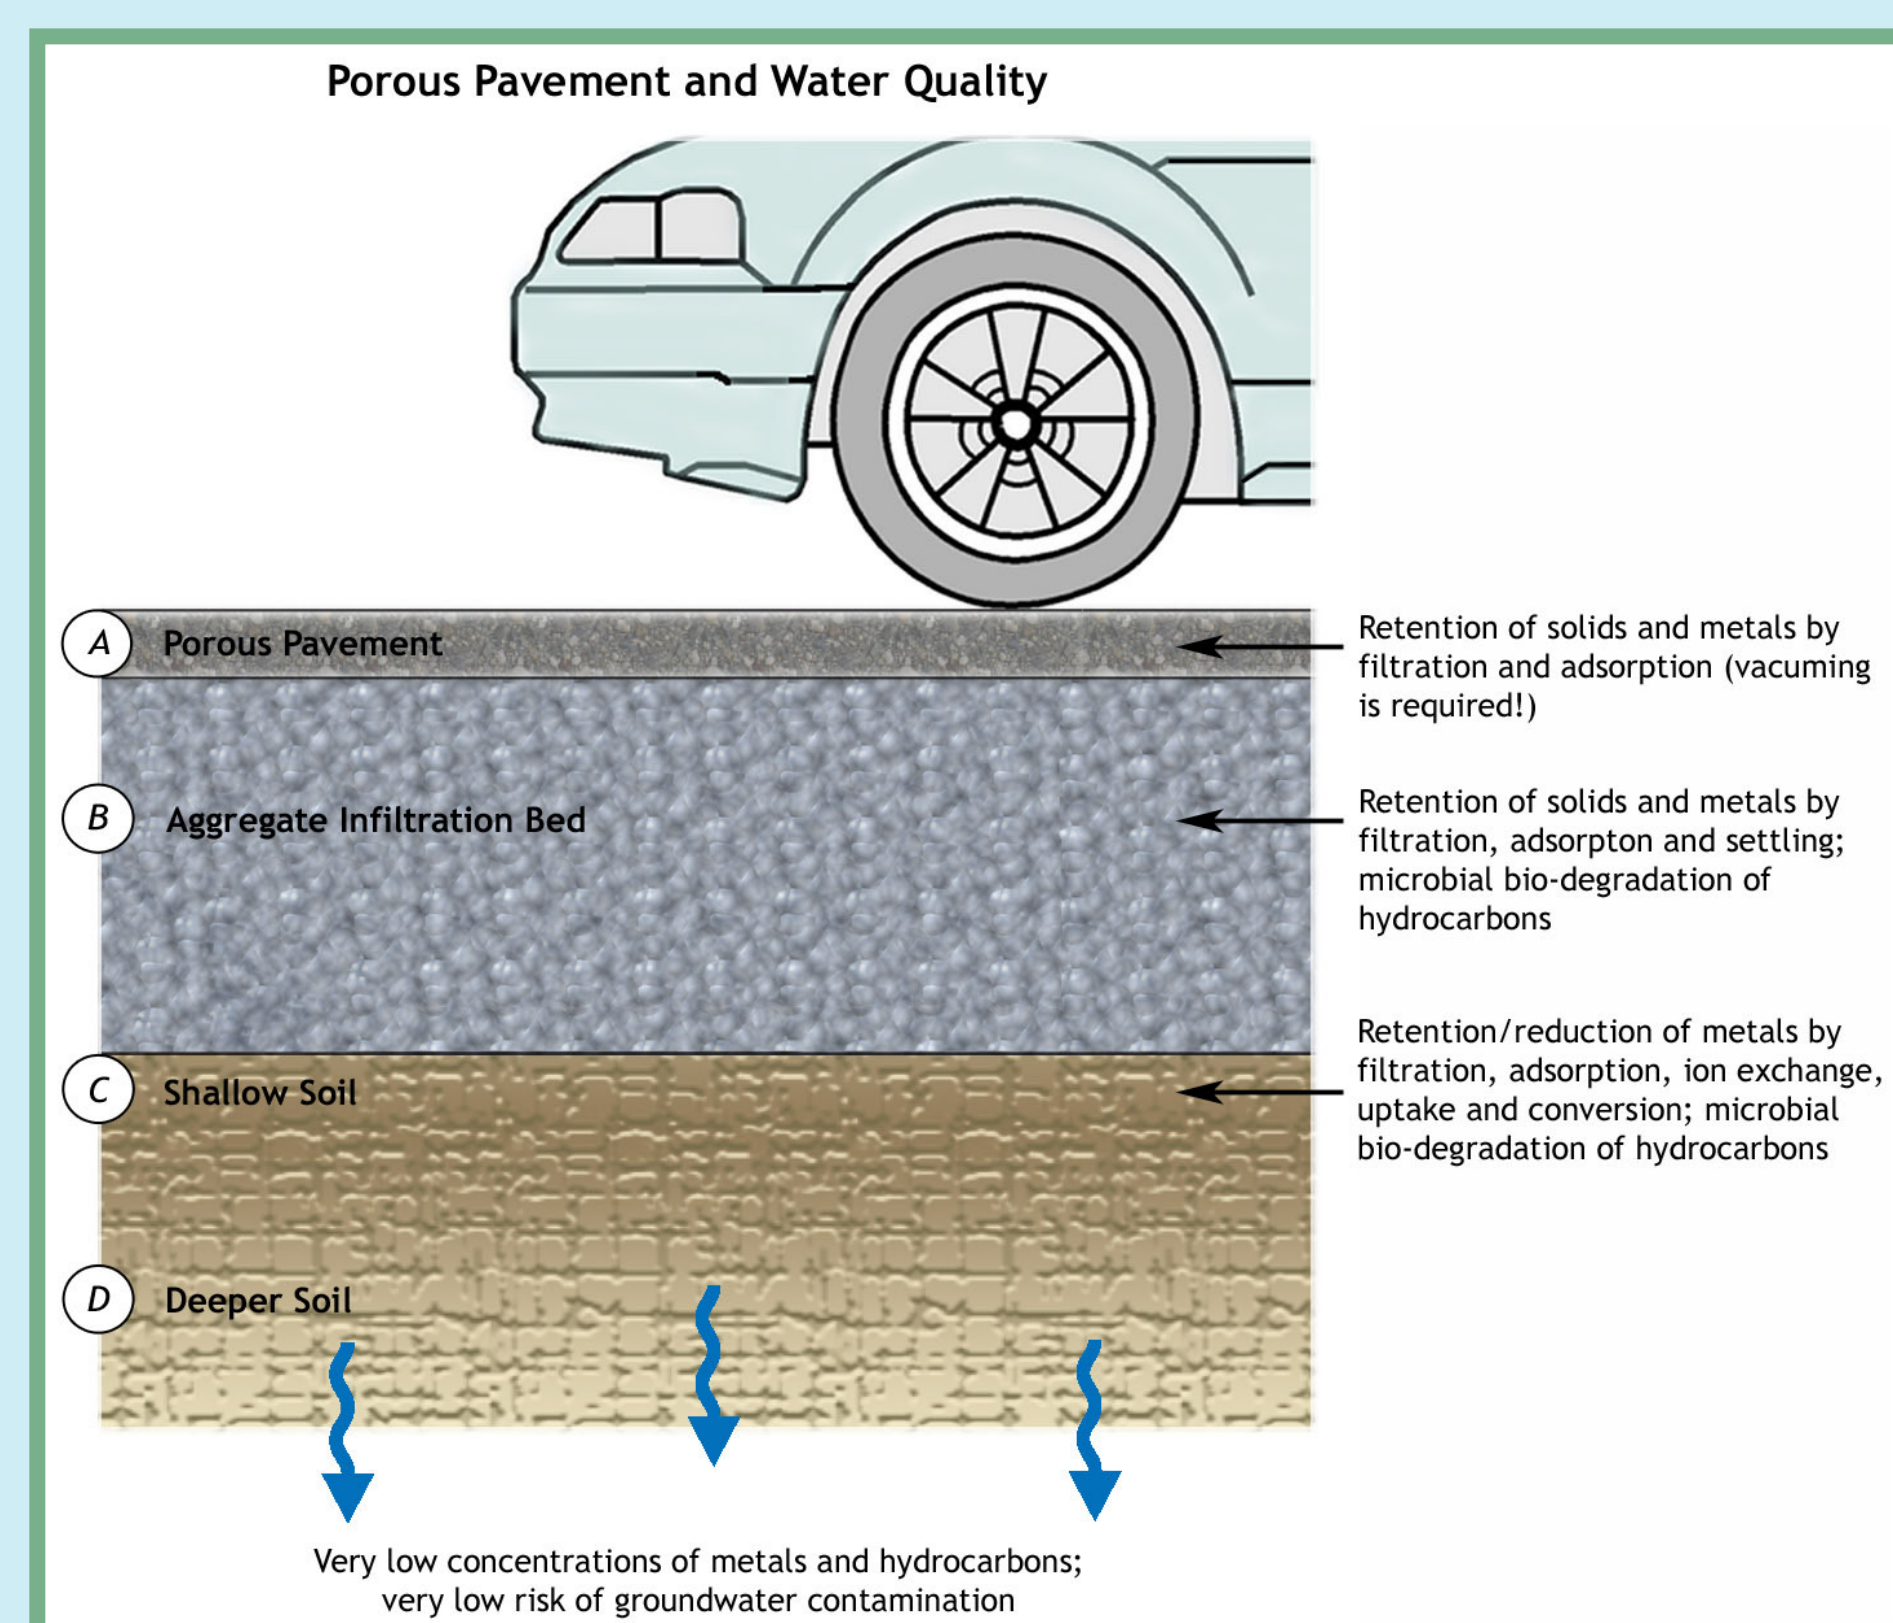 Porous Pavement and Water Quality
A Porous Pavement
Retention of solids and metals by
filtration and adsorption (vacuming
is required!)
B Aggregate Infiltration Bed
Retention of solids and metals by
filtration, adsorpton and settling;
microbial bio-degradation of
hydrocarbons
C Shallow Soil
Retention/reduction of metals by
filtration, adsorption, ion exchange,
uptake and conversion; microbial
bio-degradation of hydrocarbons
D Deeper Soil
Very low concentrations of metals and hydrocarbons;
very low risk of groundwater contamination